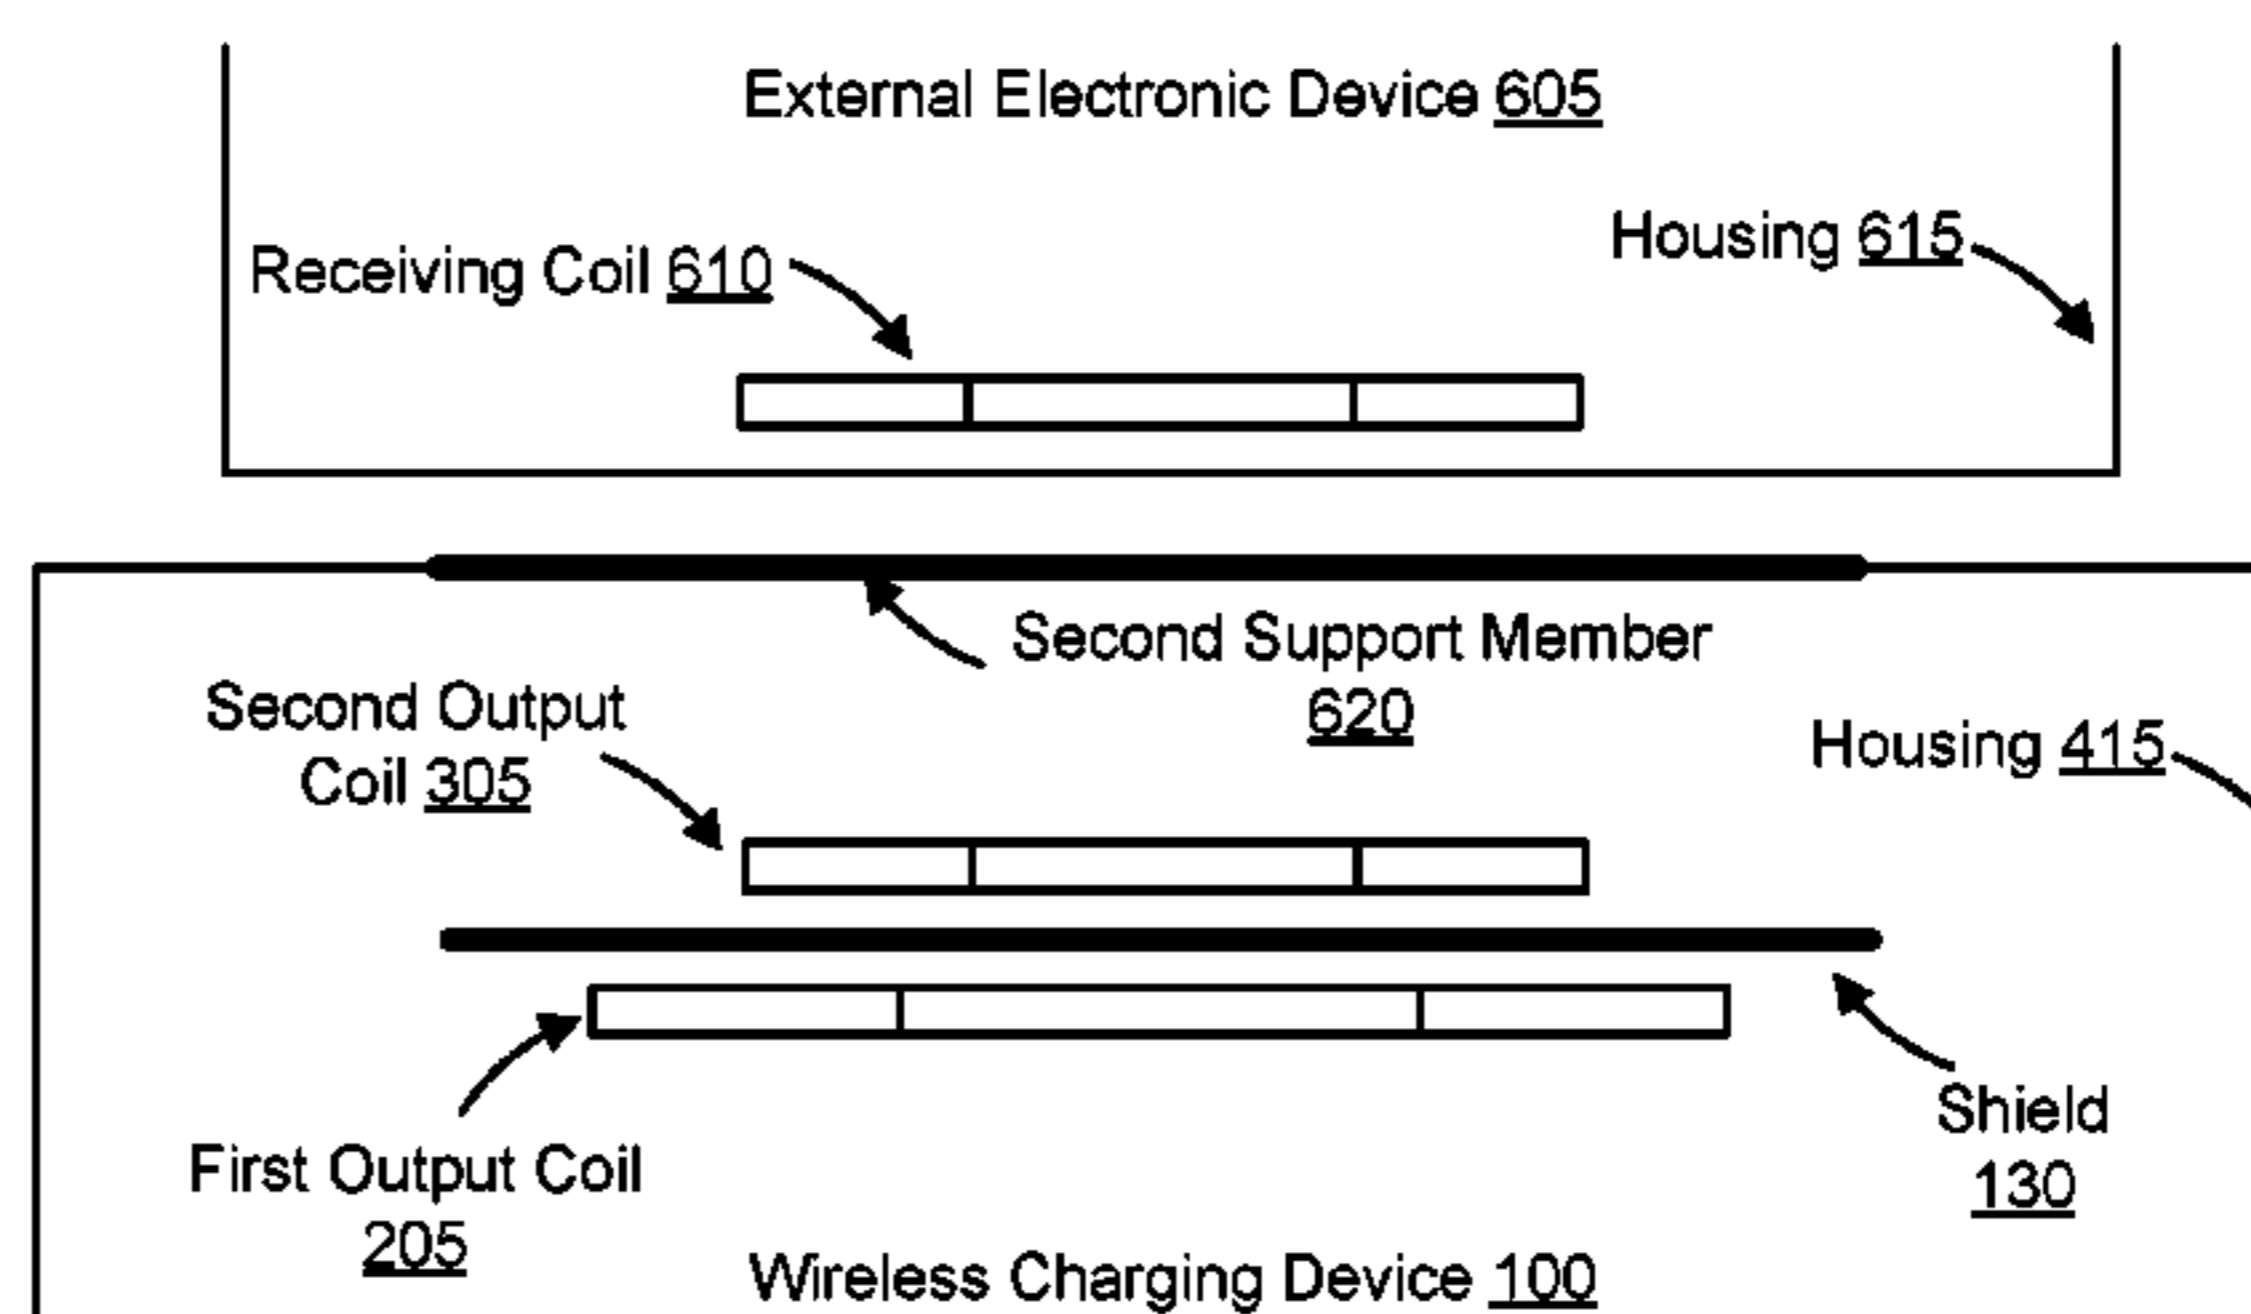 External Electronic Device 605
Housing 615
Receiving Coil 610
Second Support Member
620
Second Output
Coil 305
Housing 415
Shield
130
First Output Coil
205
Wireless Charging Device 100